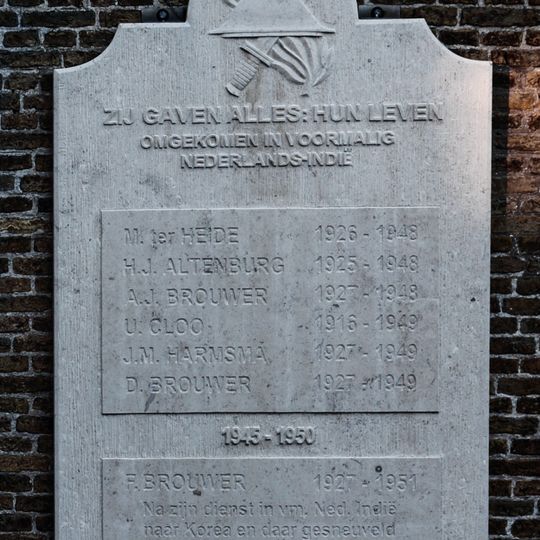 ZIJ GAVEN ALLES: HUN LEVEN
OMGEKOMEN IN VOORMALIG
NEDERLANDS-INDIË
M. ter HEIDE 1926 - 1948
H.J. ALTENBURG 1925 - 1948
A.J. BROUWER 1927 - 1948
U. CLOO 1916 - 1949
J.M. HARMSMA 1927 - 1949
D. BROUWER 1927 - 1949
1945 - 1950
F. BROUWER 1927 - 1951
Na zijn dienst in vm. Ned. Indië
naar Korea en daar gesneuveld